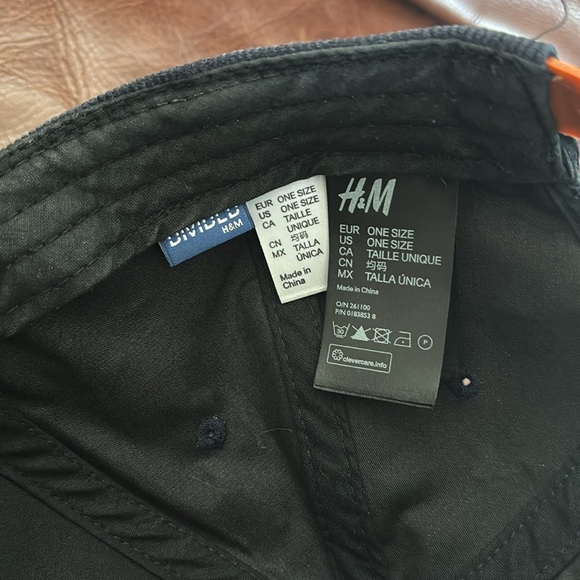 DIVIDED
H&M
EUR ONE SIZE
US ONE SIZE
CA TAILLE
UNIQUE
CN 均码
MX TALLA
ÚNICA
Made in
China
H&M
EUR ONE SIZE
US ONE SIZE
CA TAILLE UNIQUE
CN 均码
MX TALLA ÚNICA
Made in China
O/N 261100
P/N 0183853 8
30
P
clevercare.info